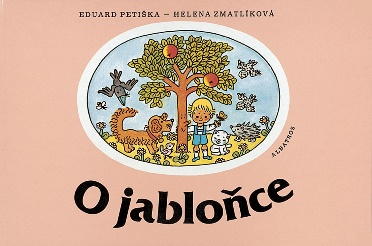 EDUARD PETIŠKA – HELENA ZMATLÍKOVÁ
ALBATROS
O jabloňce